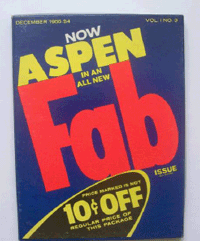 DECEMBER 1966 $4
VOL 1 NO 3
NOW
ASPEN
IN AN
ALL NEW
Fab
ISSUE
PRICE MARKED IS NOT
10¢ OFF
REGULAR PRICE OF
THIS PACKAGE